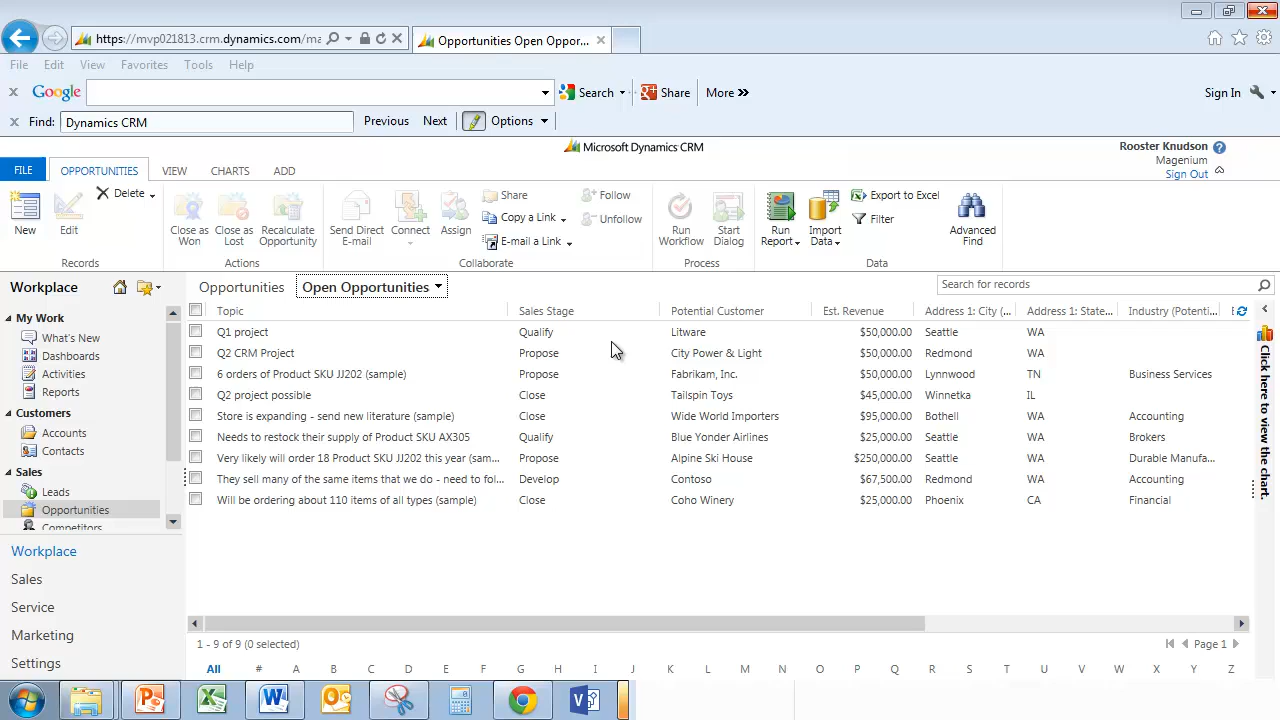 https://mvp021813.crm.dynamics.com/ma
Opportunities Open Oppor...
File Edit View Favorites Tools Help
x Google Search Share More »
Sign In
x Find: Dynamics CRM Previous Next Options
Microsoft Dynamics CRM
Rooster Knudson
Magenium
Sign Out
FILE OPPORTUNITIES VIEW CHARTS ADD
New
Edit
Delete
Records
Close as Won
Close as Lost
Recalculate Opportunity
Actions
Send Direct E-mail
Connect
Assign
Share
Copy a Link
E-mail a Link
Follow
Unfollow
Collaborate
Run Workflow
Start Dialog
Process
Run Report
Import Data
Export to Excel
Filter
Advanced Find
Data
Workplace
My Work
What's New
Dashboards
Activities
Reports
Customers
Accounts
Contacts
Sales
Leads
Opportunities
Competitors
Workplace
Sales
Service
Marketing
Settings
Opportunities Open Opportunities
Search for records
Topic Sales Stage Potential Customer Est. Revenue Address 1: City (... Address 1: State... Industry (Potenti...
Q1 project Qualify Litware $50,000.00 Seattle WA
Q2 CRM Project Propose City Power & Light $50,000.00 Redmond WA
6 orders of Product SKU JJ202 (sample) Propose Fabrikam, Inc. $50,000.00 Lynnwood TN Business Services
Q2 project possible Close Tailspin Toys $45,000.00 Winnetka IL
Store is expanding - send new literature (sample) Close Wide World Importers $95,000.00 Bothell WA Accounting
Needs to restock their supply of Product SKU AX305 Qualify Blue Yonder Airlines $25,000.00 Seattle WA Brokers
Very likely will order 18 Product SKU JJ202 this year (sam... Propose Alpine Ski House $250,000.00 Seattle WA Durable Manufa...
They sell many of the same items that we do - need to fol... Develop Contoso $67,500.00 Redmond WA Accounting
Will be ordering about 110 items of all types (sample) Close Coho Winery $25,000.00 Phoenix CA Financial
Click here to view the chart.
1 - 9 of 9 (0 selected)
Page 1
All # A B C D E F G H I J K L M N O P Q R S T U V W X Y Z